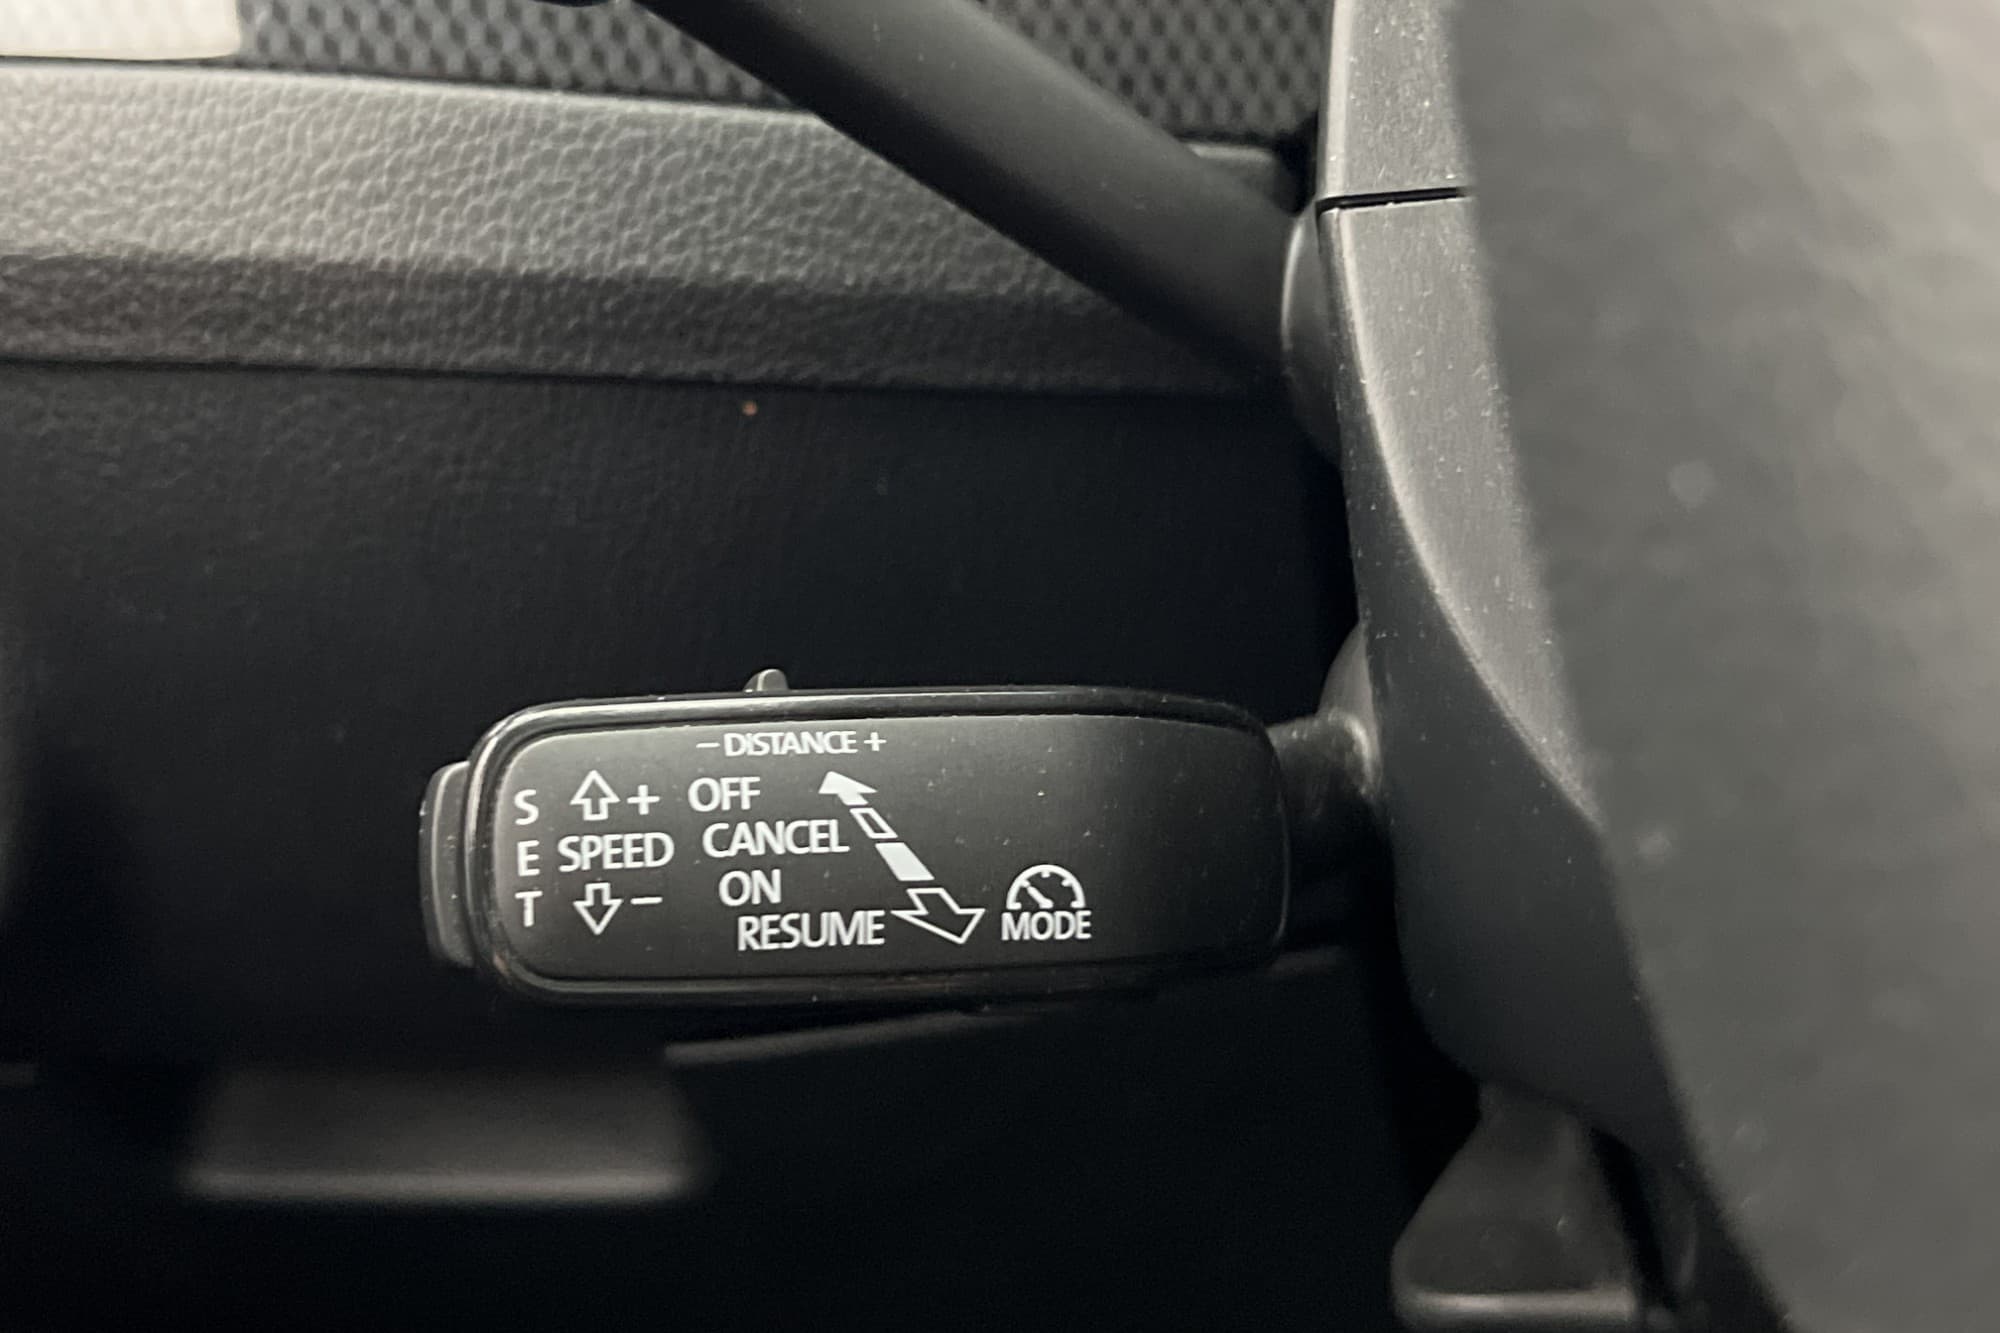 – DISTANCE +
S
E
T
+
SPEED
–
OFF
CANCEL
ON
RESUME
MODE